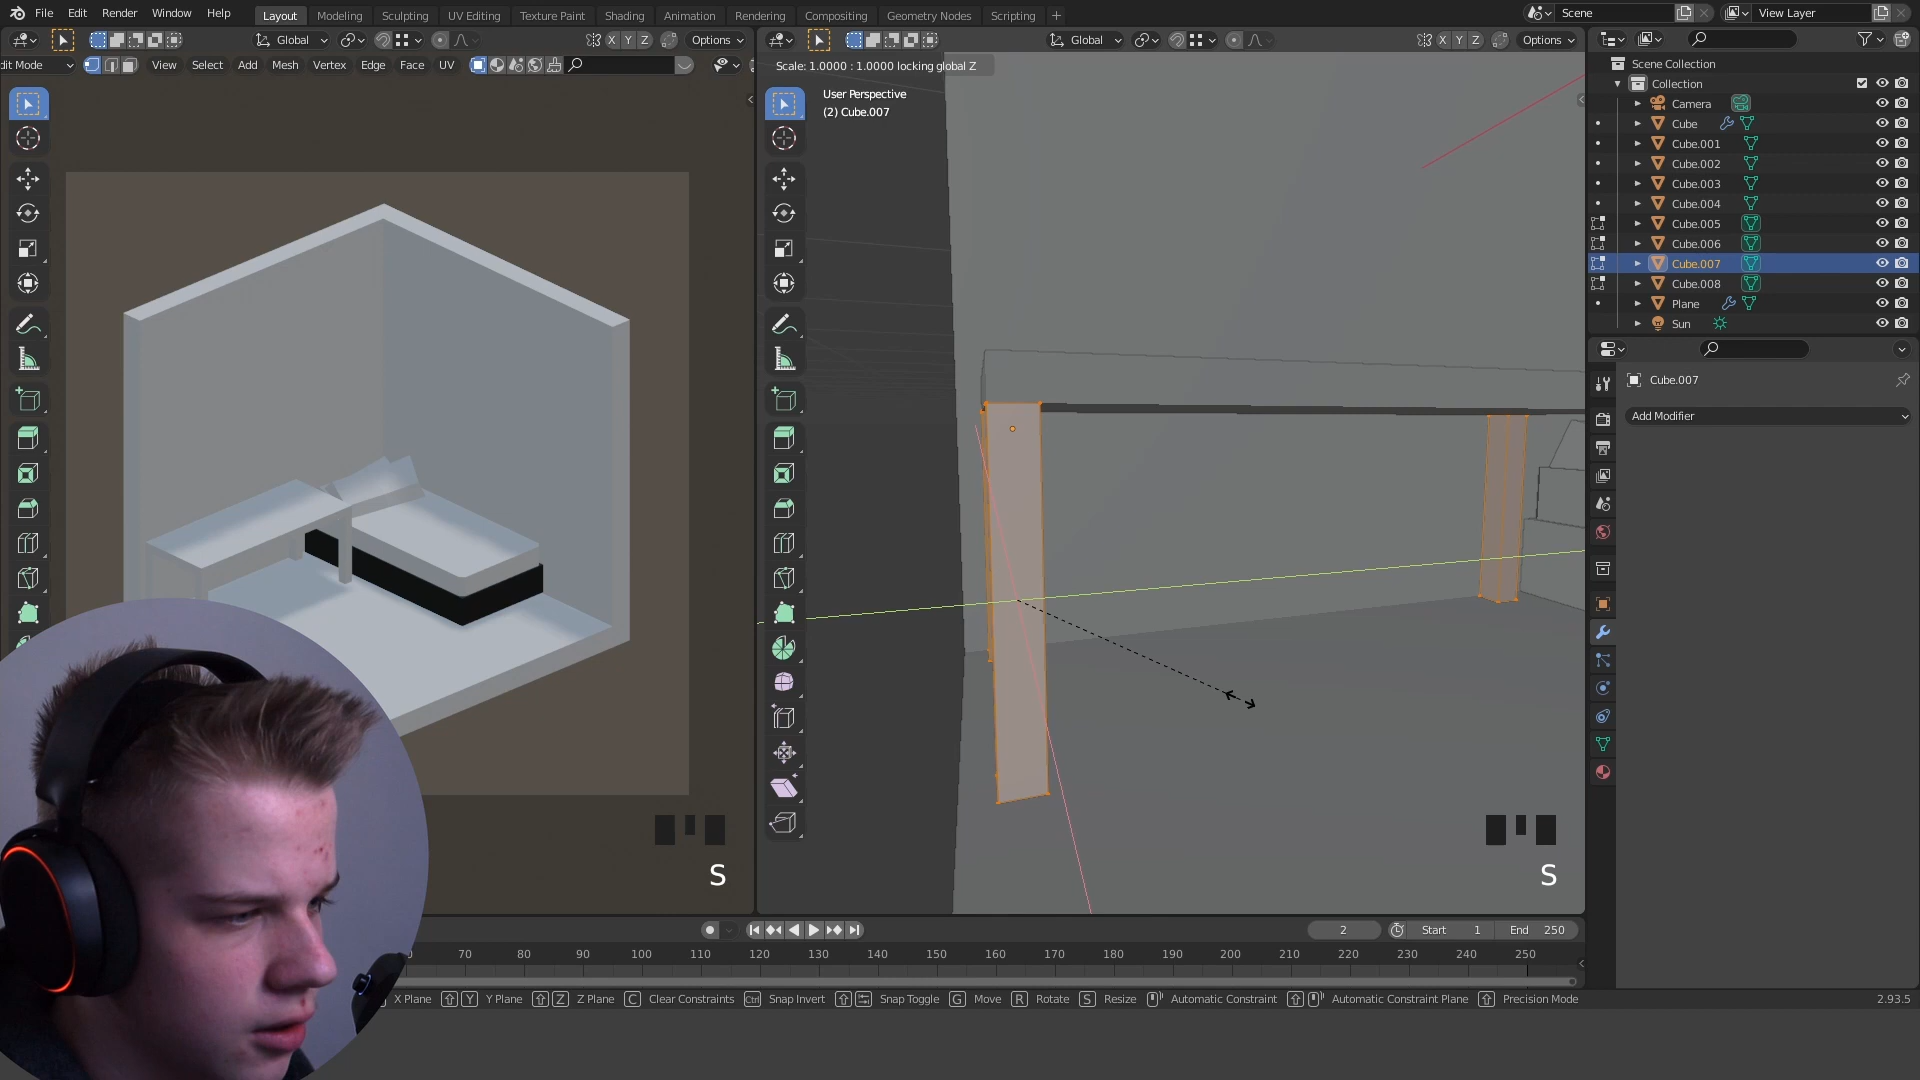 File Edit Render Window Help
Layout Modeling Sculpting UV Editing Texture Paint Shading Animation Rendering Compositing Geometry Nodes Scripting +
Scene
View Layer
Global
X Y Z
Options
Global
X Y Z
Options
dit Mode
View Select Add Mesh Vertex Edge Face UV
Scale: 1.0000 : 1.0000 locking global Z
User Perspective
(2) Cube.007
Scene Collection
Collection
Camera
Cube
Cube.001
Cube.002
Cube.003
Cube.004
Cube.005
Cube.006
Cube.007
Cube.008
Plane
Sun
Cube.007
Add Modifier
S
S
2
Start 1
End 250
70 80 90 100 110 120 130 140 150 160 170 180 190 200 210 220 230 240 250
X Plane Y Y Plane Z Z Plane C Clear Constraints Ctrl Snap Invert Snap Toggle G Move R Rotate S Resize Automatic Constraint Automatic Constraint Plane Precision Mode
2.93.5